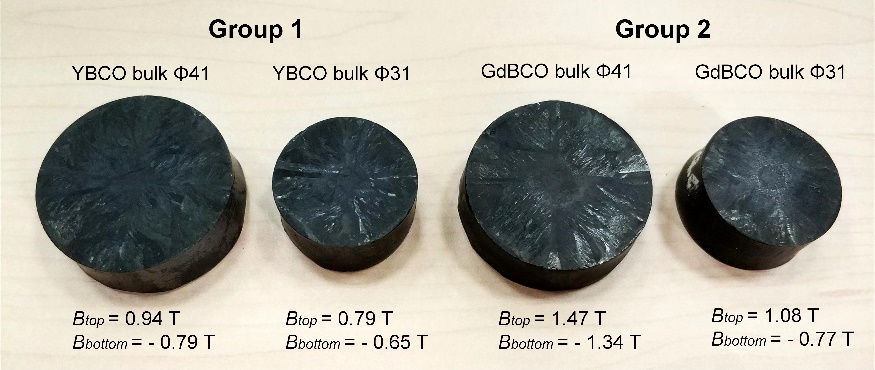 Group 1
Group 2
YBCO bulk Φ41
YBCO bulk Φ31
GdBCO bulk Φ41
GdBCO bulk Φ31
Btop = 0.94 T
Bbottom = - 0.79 T
Btop = 0.79 T
Bbottom = - 0.65 T
Btop = 1.47 T
Bbottom = - 1.34 T
Btop = 1.08 T
Bbottom = - 0.77 T